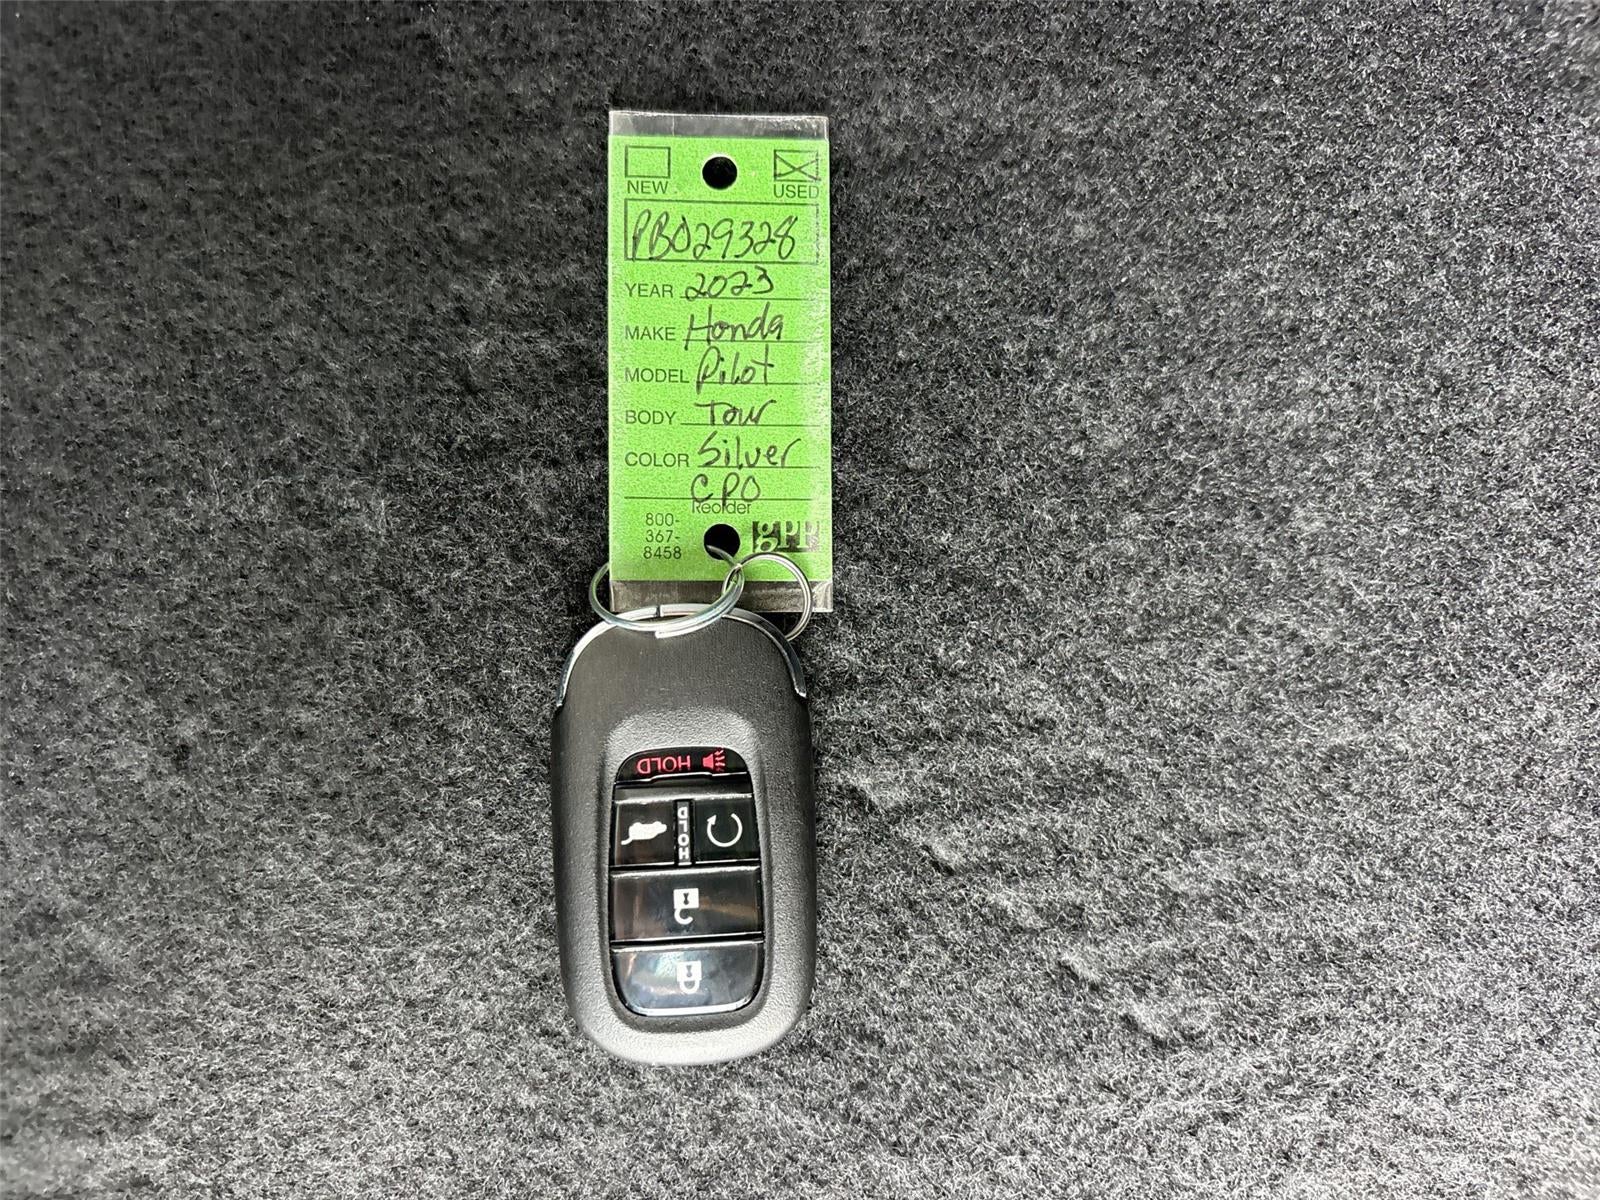 NEW
USED
PB029328
YEAR 2023
MAKE Honda
MODEL Pilot
BODY Tour
COLOR Silver
CPO
Reorder
800-
367-
8458
gpp
HOLD
HOLD